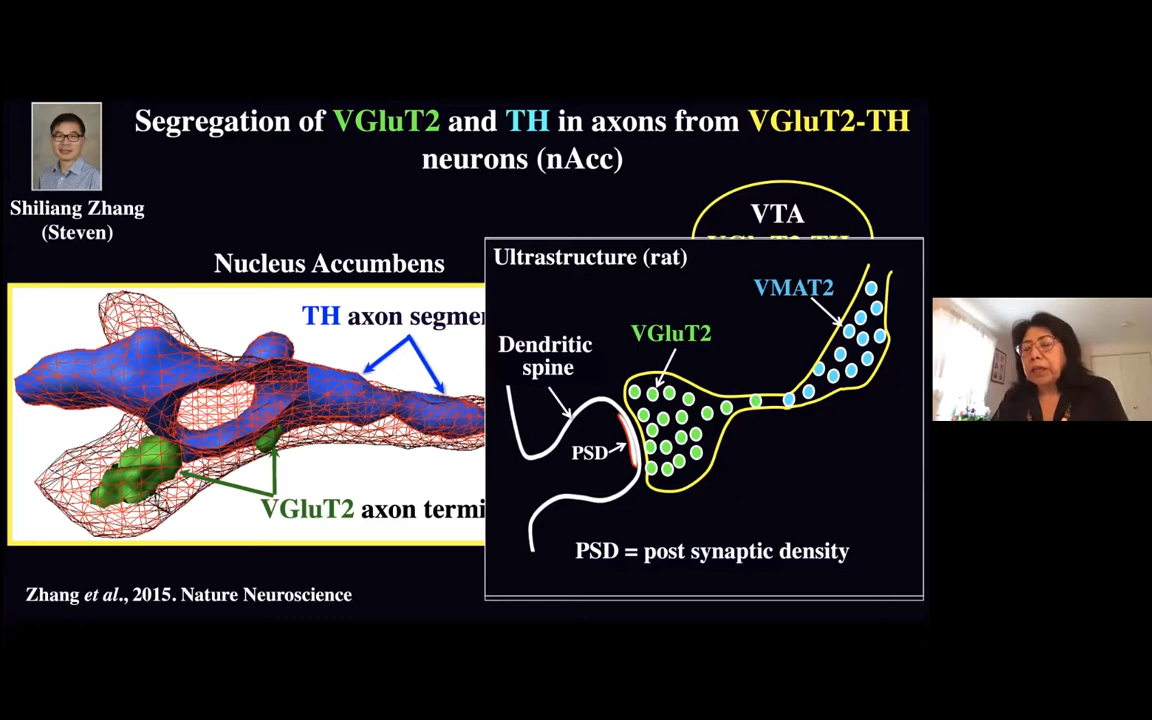 Segregation of VGluT2 and TH in axons from VGluT2-TH
neurons (nAcc)
Shiliang Zhang
(Steven)
VTA
Nucleus Accumbens
TH axon segme
VGluT2 axon termi
Ultrastructure (rat)
VMAT2
VGluT2
Dendritic
spine
PSD
PSD = post synaptic density
Zhang et al., 2015. Nature Neuroscience